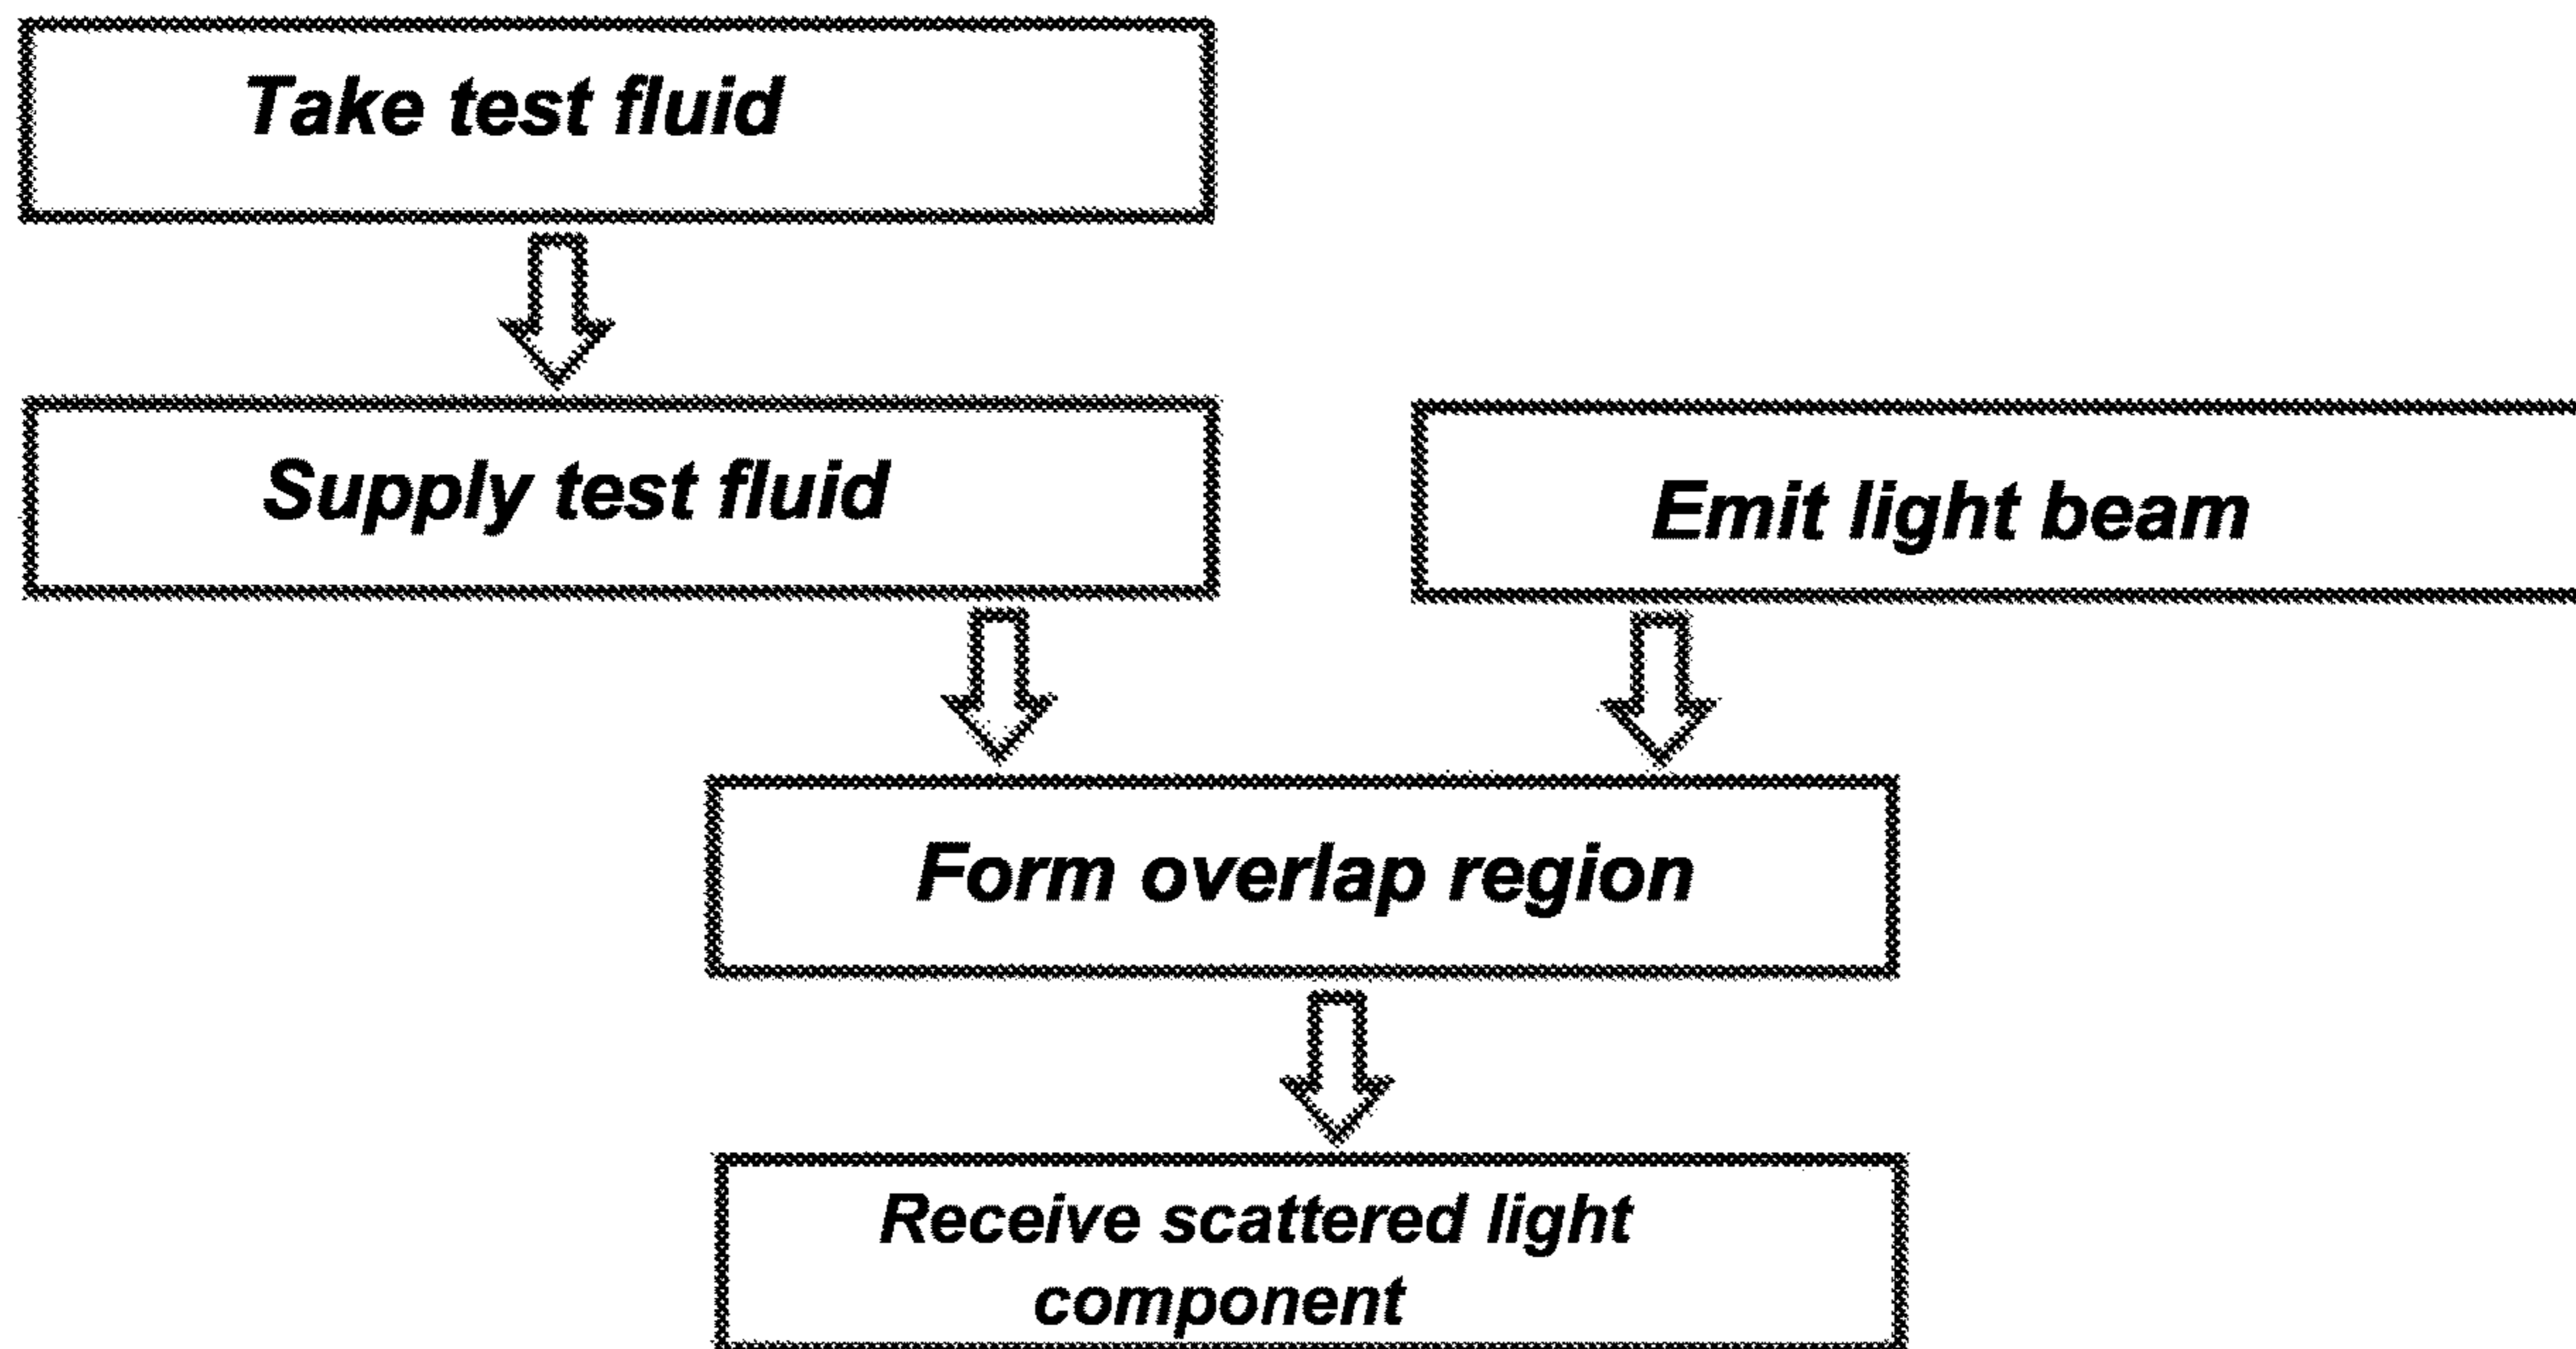 Take test fluid
Supply test fluid
Emit light beam
Form overlap region
Receive scattered light
component